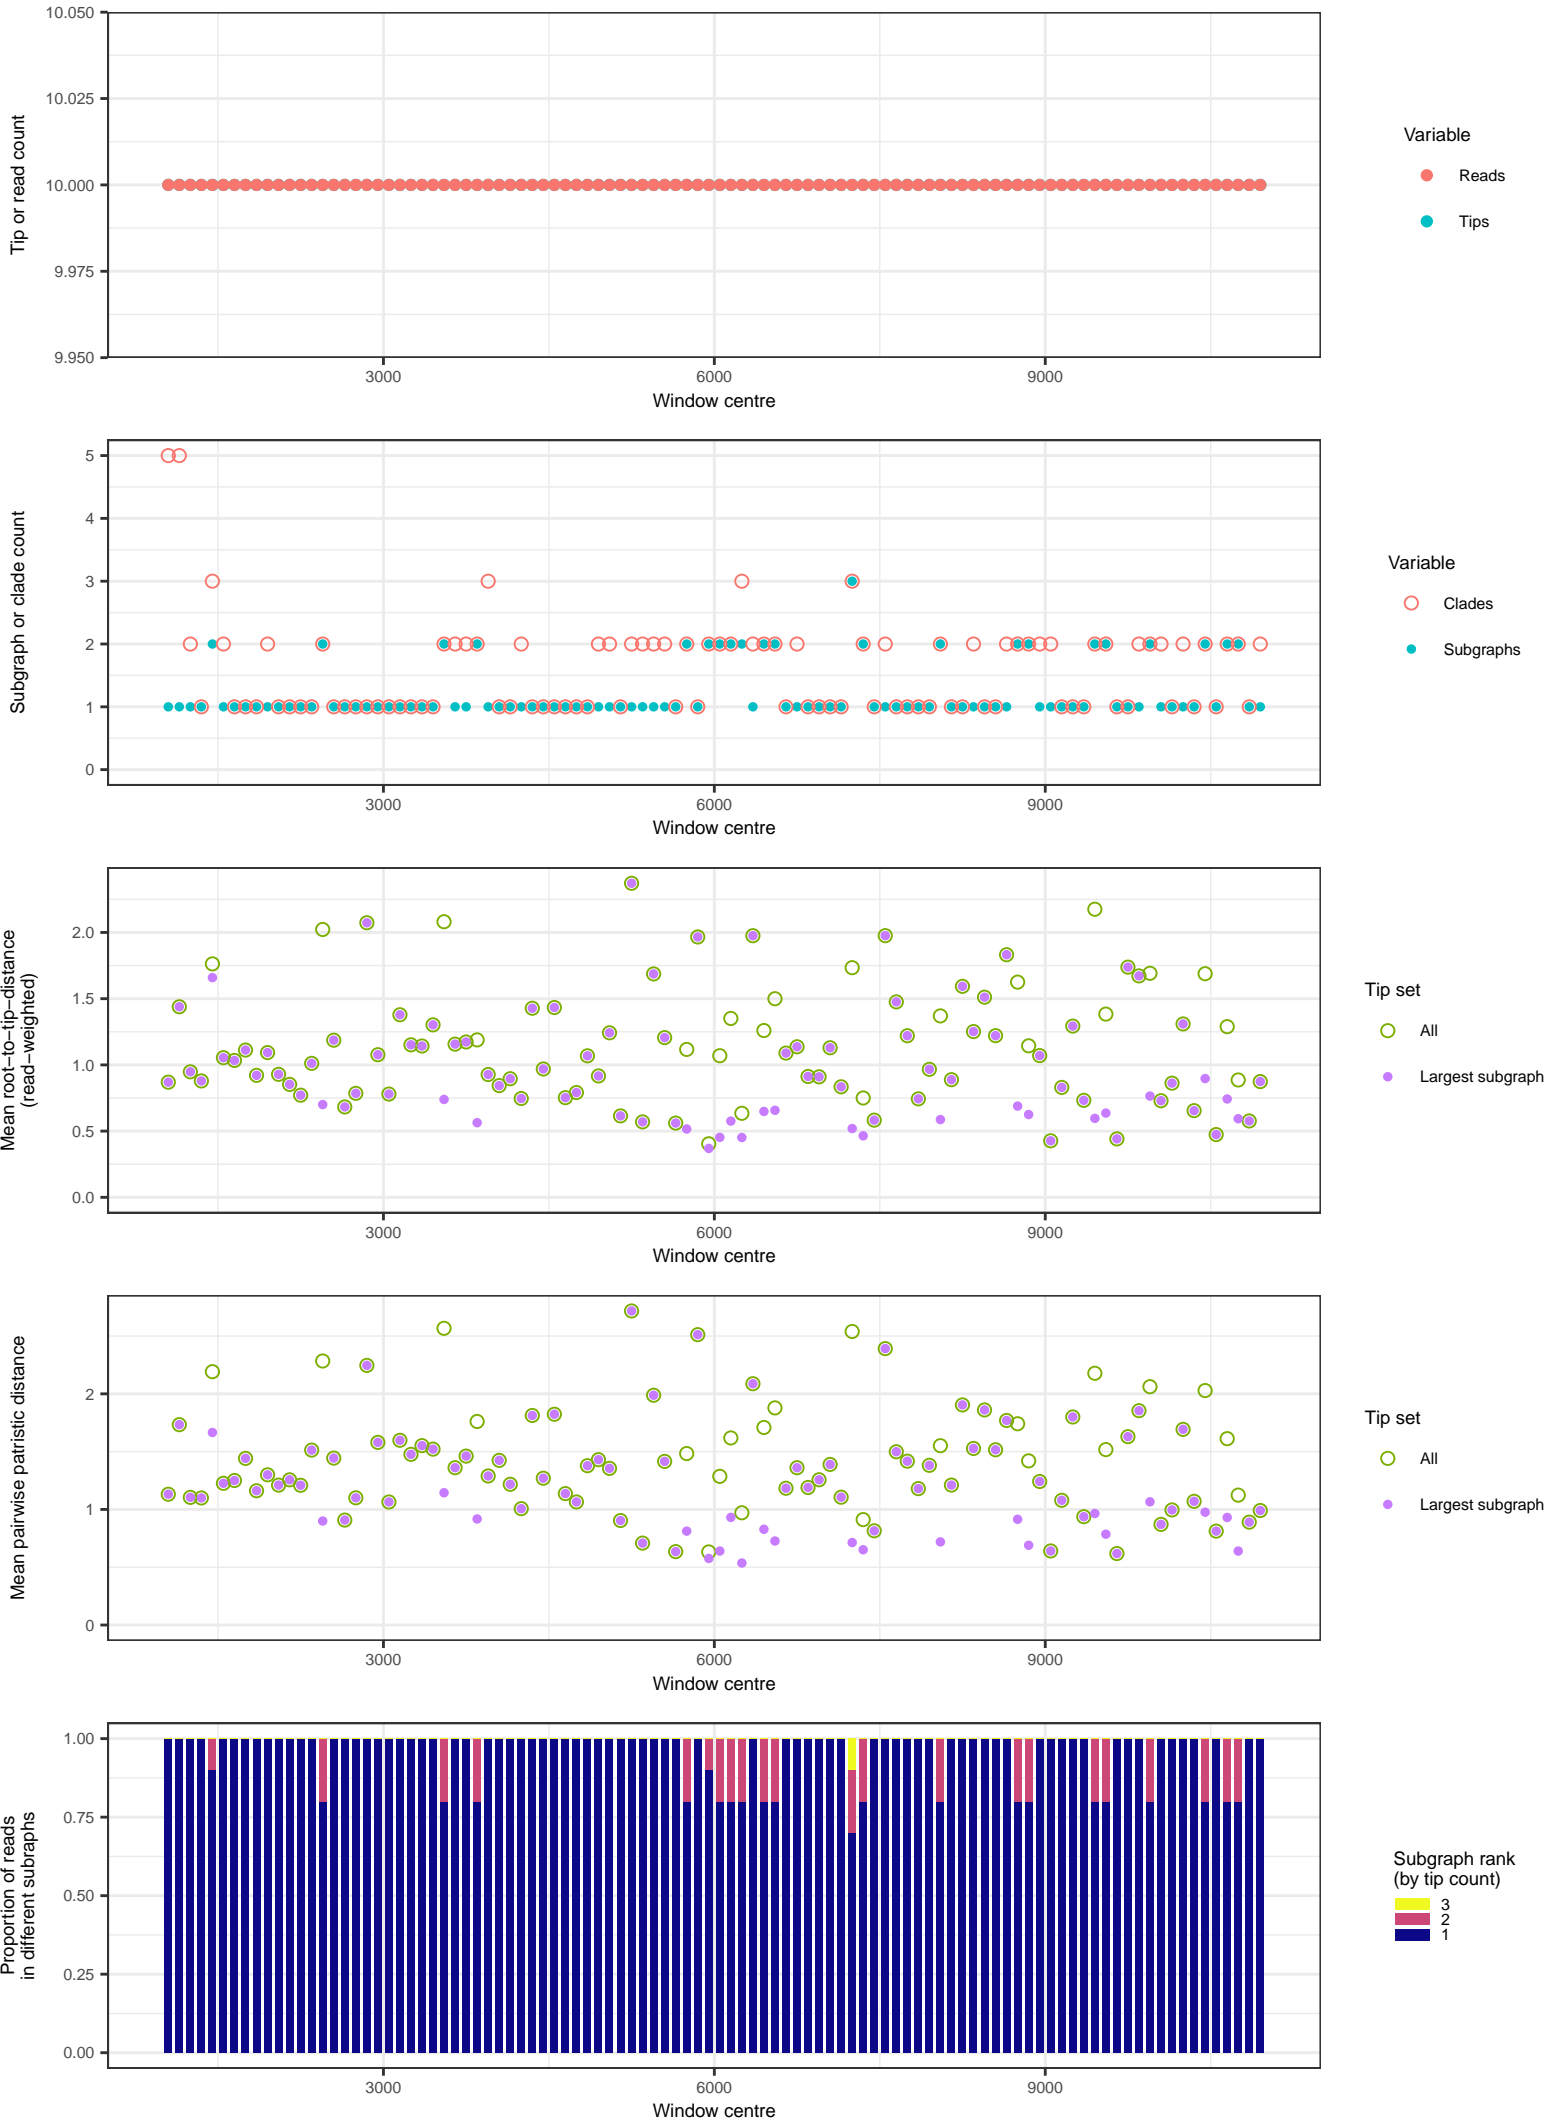 10.050
10.025
10.000
9.975
9.950
Tip or read count
3000
6000
9000
Window centre
Variable
Reads
Tips
5
4
3
2
1
0
Subgraph or clade count
3000
6000
9000
Window centre
Variable
Clades
Subgraphs
2.0
1.5
1.0
0.5
0.0
Mean root−to−tip−distance
(read−weighted)
3000
6000
9000
Window centre
Tip set
All
Largest subgraph
2
1
0
Mean pairwise patristic distance
3000
6000
9000
Window centre
Tip set
All
Largest subgraph
1.00
0.75
0.50
0.25
0.00
Proportion of reads
in different subraphs
3000
6000
9000
Window centre
Subgraph rank
(by tip count)
3
2
1